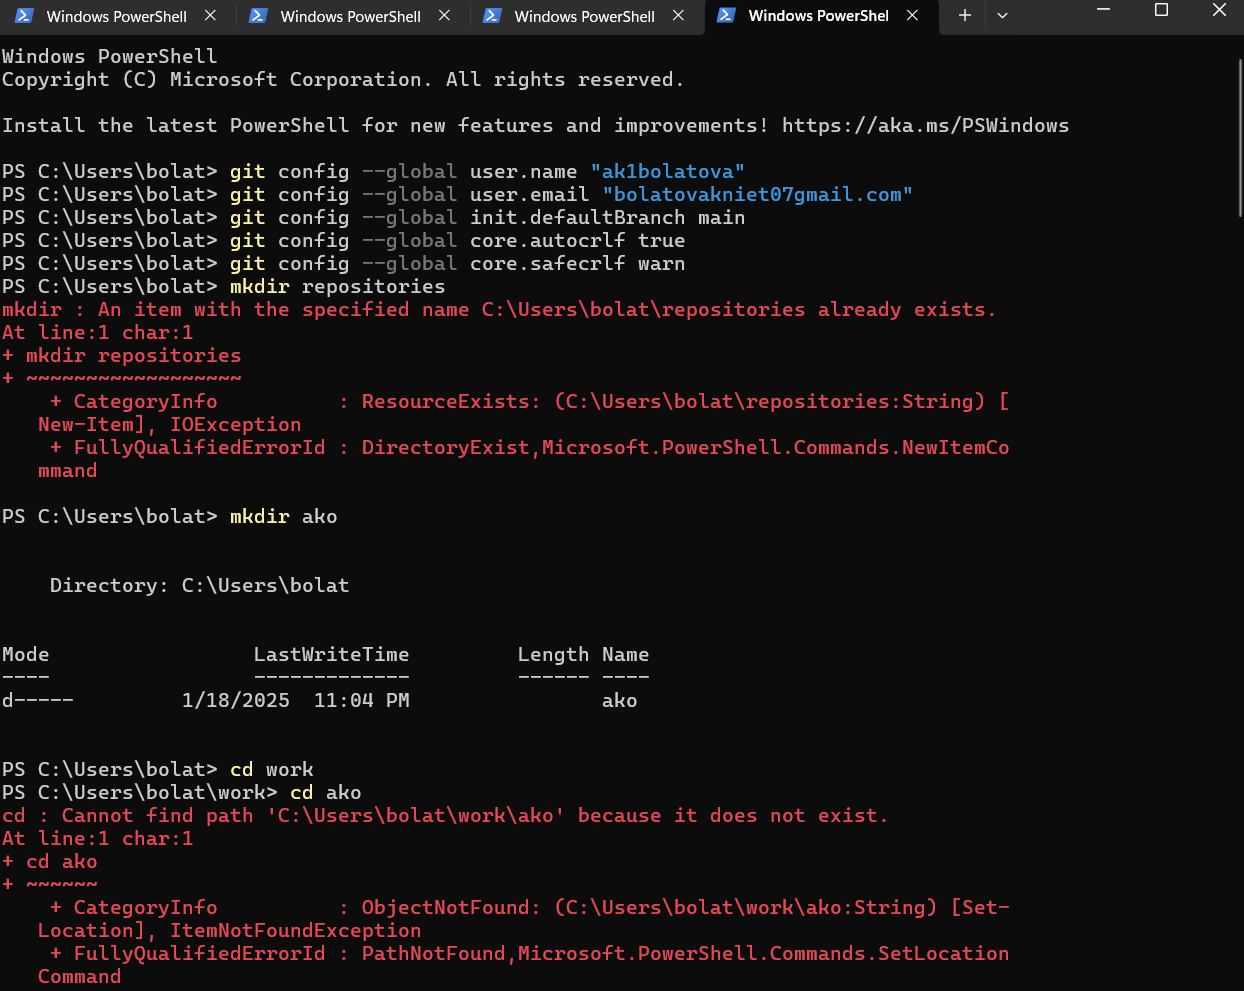 Windows PowerShell Windows PowerShell Windows PowerShell Windows PowerShel
Windows PowerShell
Copyright (C) Microsoft Corporation. All rights reserved.
Install the latest PowerShell for new features and improvements! https://aka.ms/PSWindows
PS C:\Users\bolat> git config --global user.name "ak1bolatova"
PS C:\Users\bolat> git config --global user.email "bolatovakniet07gmail.com"
PS C:\Users\bolat> git config --global init.defaultBranch main
PS C:\Users\bolat> git config --global core.autocrlf true
PS C:\Users\bolat> git config --global core.safecrlf warn
PS C:\Users\bolat> mkdir repositories
mkdir : An item with the specified name C:\Users\bolat\repositories already exists.
At line:1 char:1
+ mkdir repositories
+ ~~~~~~~~~~~~~~~~~~
    + CategoryInfo          : ResourceExists: (C:\Users\bolat\repositories:String) [
   New-Item], IOException
    + FullyQualifiedErrorId : DirectoryExist,Microsoft.PowerShell.Commands.NewItemCo
   mmand
PS C:\Users\bolat> mkdir ako
    Directory: C:\Users\bolat
Mode                 LastWriteTime         Length Name
----                 -------------         ------ ----
d-----         1/18/2025  11:04 PM                ako
PS C:\Users\bolat> cd work
PS C:\Users\bolat\work> cd ako
cd : Cannot find path 'C:\Users\bolat\work\ako' because it does not exist.
At line:1 char:1
+ cd ako
+ ~~~~~~
    + CategoryInfo          : ObjectNotFound: (C:\Users\bolat\work\ako:String) [Set-
   Location], ItemNotFoundException
    + FullyQualifiedErrorId : PathNotFound,Microsoft.PowerShell.Commands.SetLocation
   Command